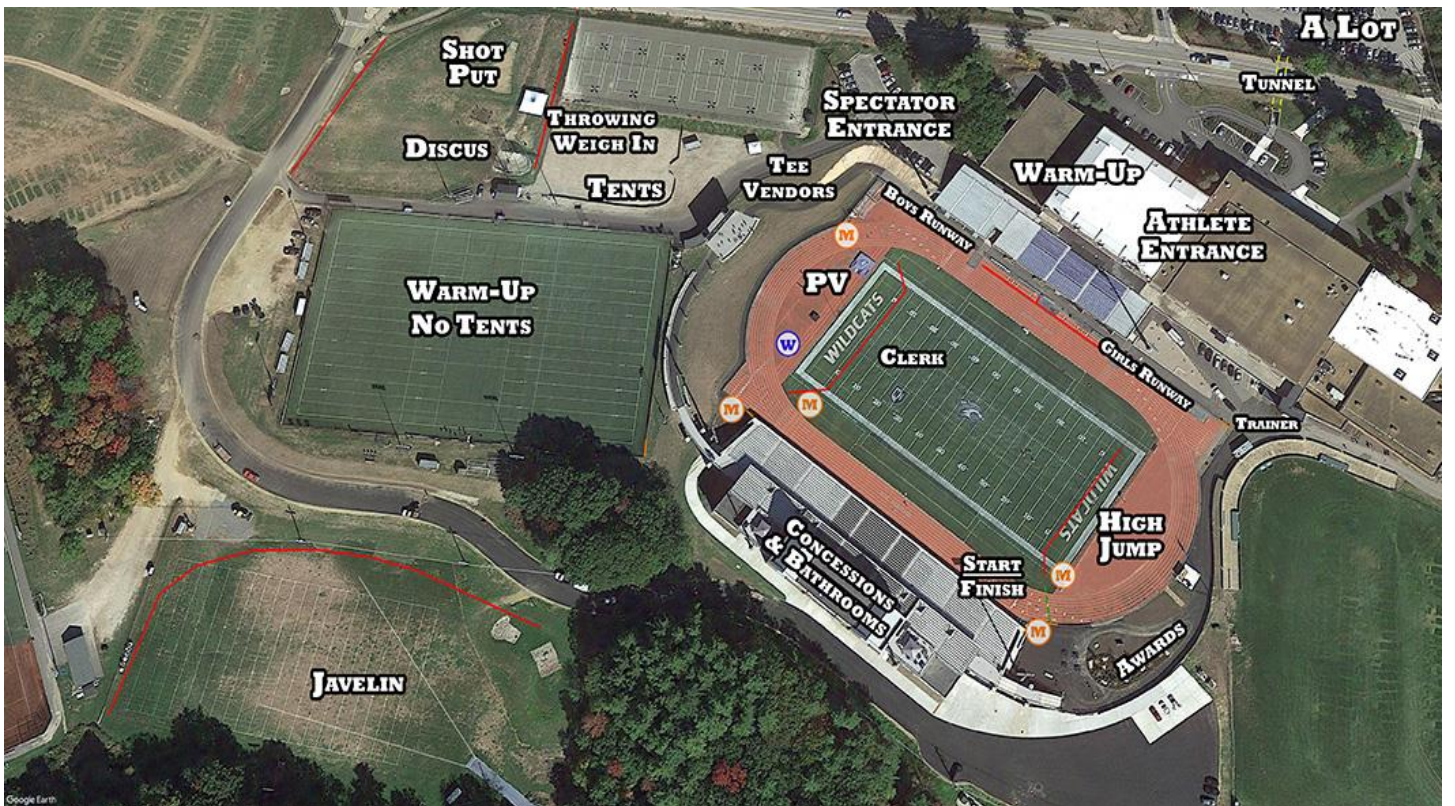 A Lot
Shot
Put
Tunnel
Throwing
Weigh In
Spectator
Entrance
Discus
Tents
Tee
Vendors
Warm-Up
Boys Runway
Athlete
Entrance
M
PV
Warm-Up
No Tents
WILDCATS
W
Clerk
Girls Runway
M
M
Trainer
WILDCATS
High
Jump
Concessions
& Bathrooms
Start
Finish
M
M
Awards
Javelin
Google Earth